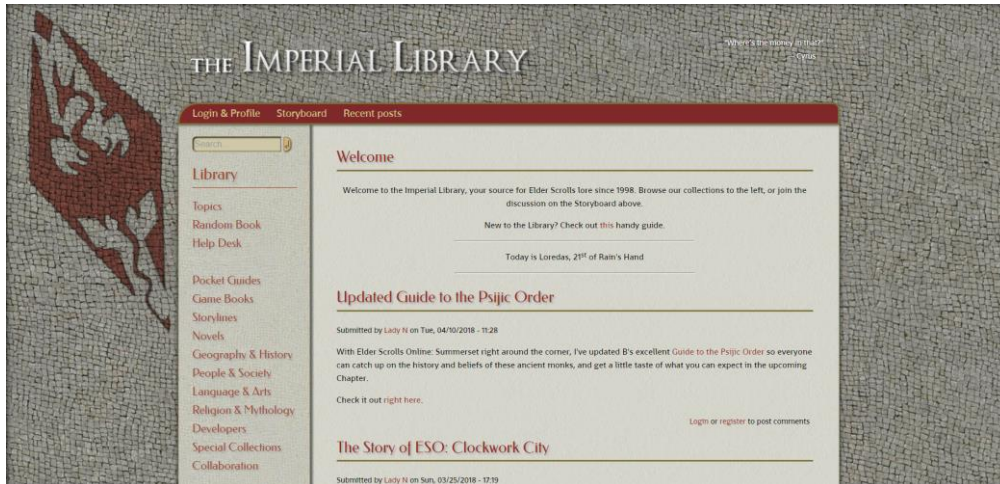 THE IMPERIAL LIBRARY
"Where's the money in that?"
Cyrus
Login & Profile Storyboard Recent posts
Search...
Library
Topics
Random Book
Help Desk
Pocket Guides
Game Books
Storylines
Novels
Geography & History
People & Society
Language & Arts
Religion & Mythology
Developers
Special Collections
Collaboration
Welcome
Welcome to the Imperial Library, your source for Elder Scrolls lore since 1998. Browse our collections to the left, or join the
discussion on the Storyboard above.
New to the Library? Check out this handy guide.
Today is Loredas, 21st of Rain's Hand
Updated Guide to the Psijic Order
Submitted by Lady N on Tue, 04/10/2018 - 11:28
With Elder Scrolls Online: Summerset right around the corner, I've updated B's excellent Guide to the Psijic Order so everyone
can catch up on the history and beliefs of these ancient monks, and get a little taste of what you can expect in the upcoming
Chapter.
Check it out right here.
Login or register to post comments
The Story of ESO: Clockwork City
Submitted by Lady N on Sun, 03/25/2018 - 17:19